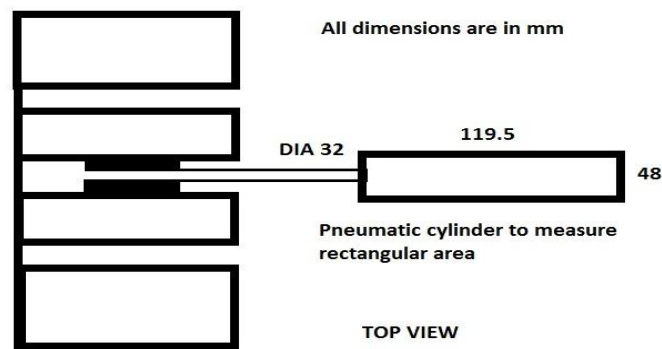 All dimensions are in mm
119.5
DIA 32
48
Pneumatic cylinder to measure
rectangular area
TOP VIEW